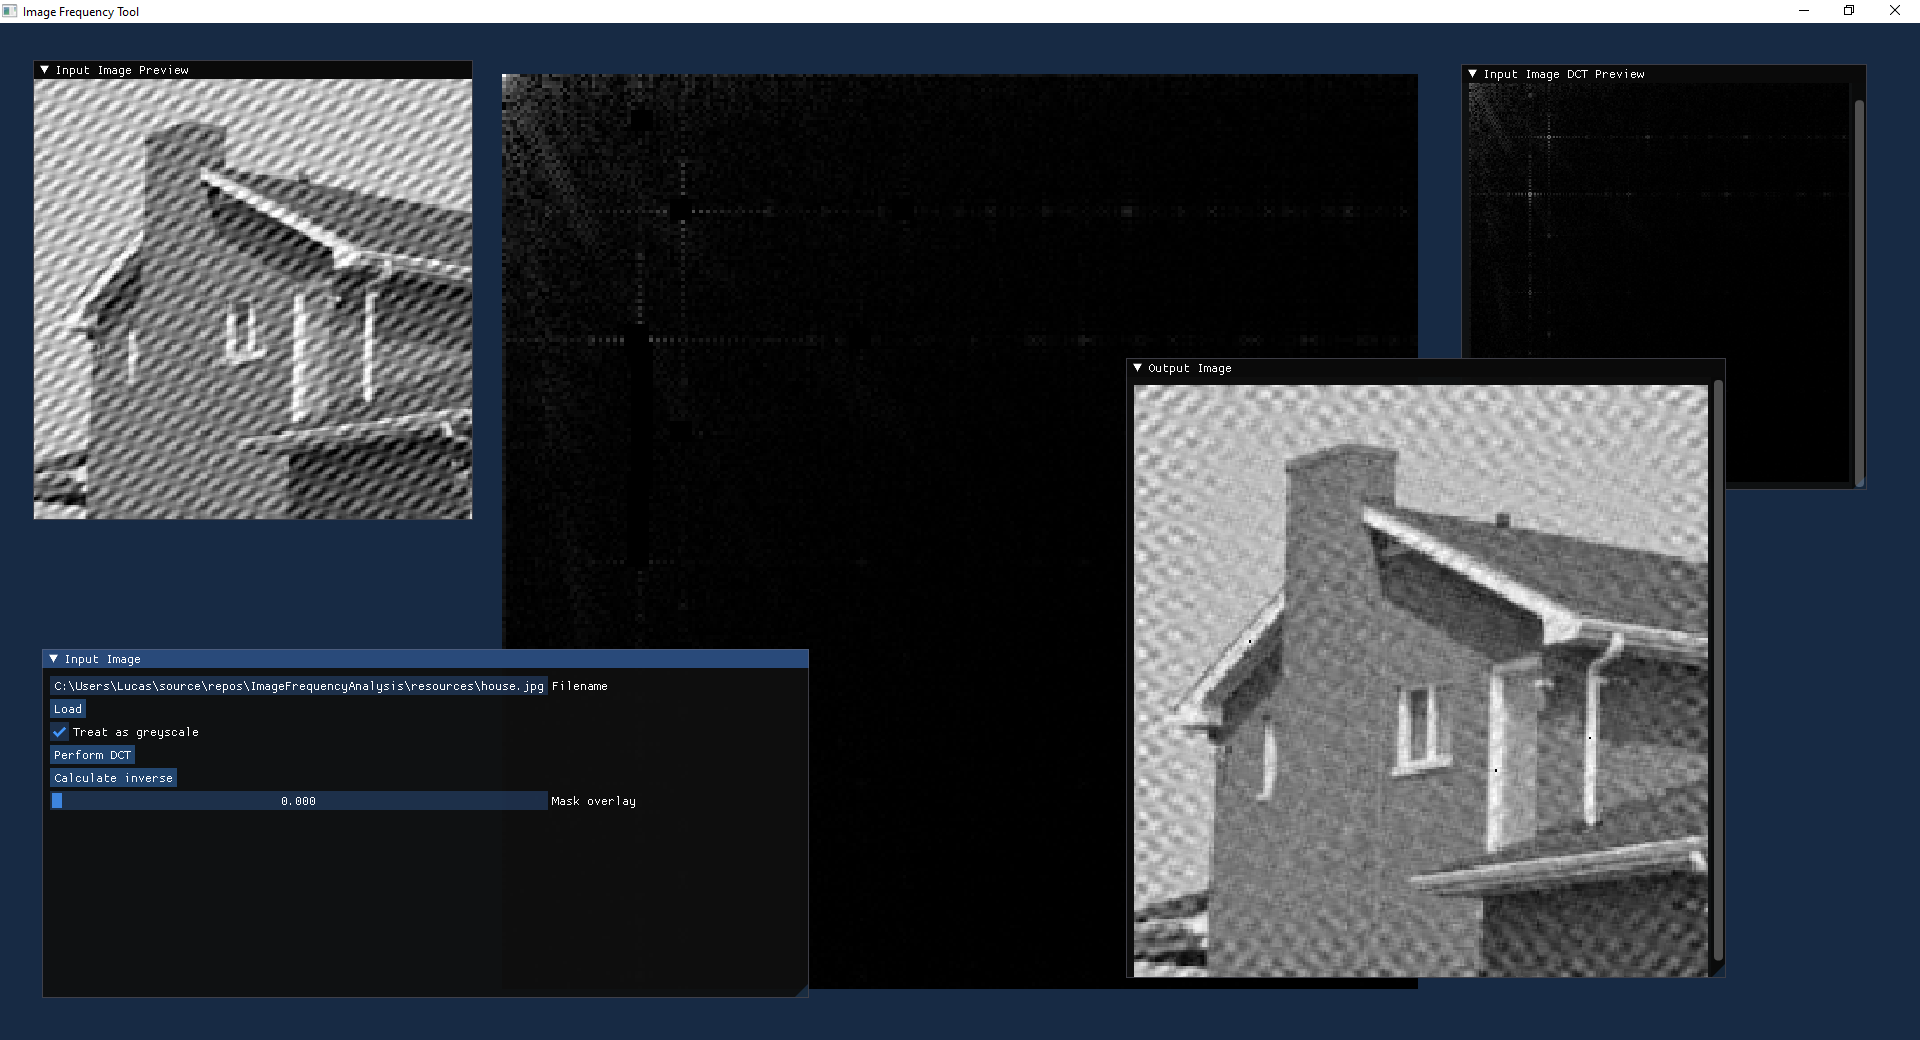 Image Frequency Tool
Input Image Preview
Input Image DCT Preview
Output Image
Input Image
C:\Users\Lucas\source\repos\ImageFrequencyAnalysis\resources\house.jpg Filename
Load
Treat as greyscale
Perform DCT
Calculate inverse
0.000 Mask overlay